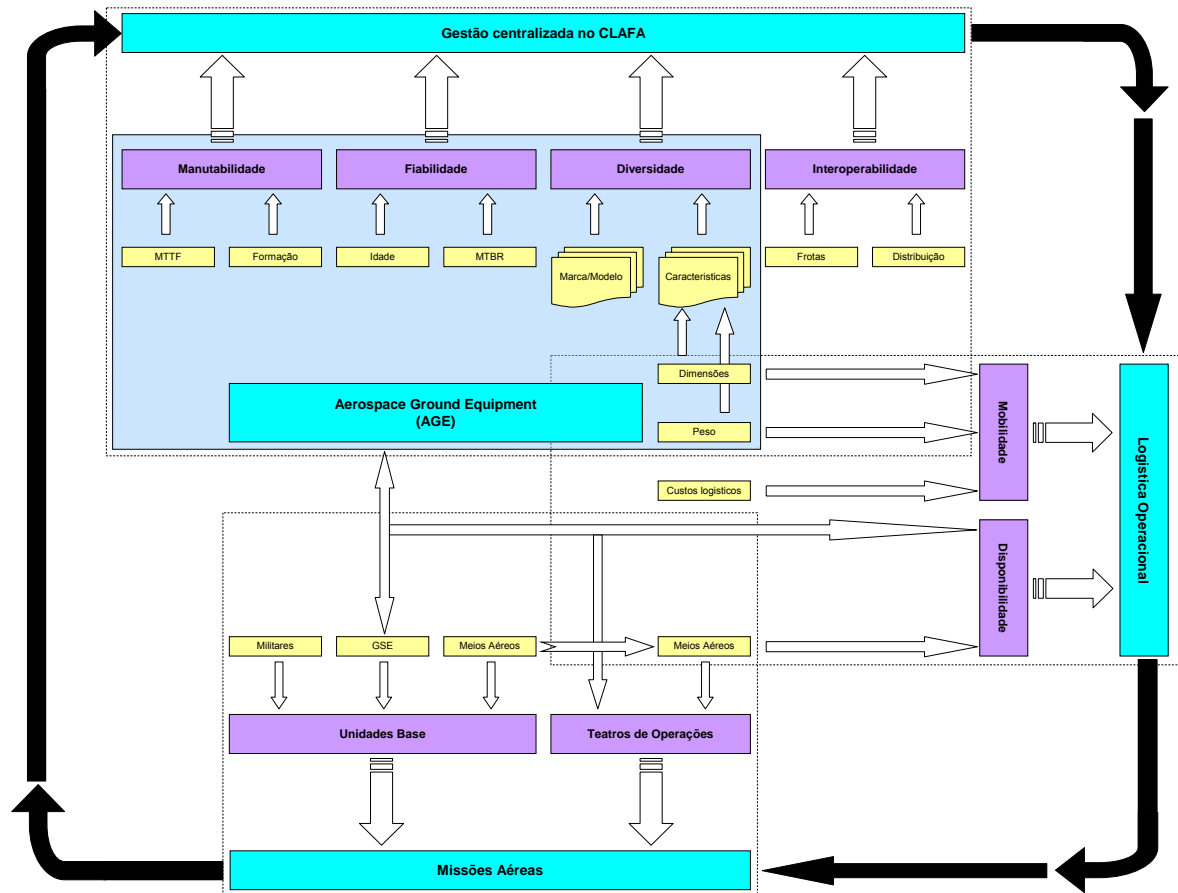 Gestão centralizada no CLAFA
Manutabilidade
Fiabilidade
Diversidade
Interoperabilidade
MTTF
Formação
Idade
MTBR
Marca/Modelo
Caracteristicas
Frotas
Distribuição
Dimensões
Aerospace Ground Equipment
(AGE)
Peso
Mobilidade
Logistica Operacional
Custos logisticos
Disponibilidade
Militares
GSE
Meios Aéreos
Meios Aéreos
Unidades Base
Teatros de Operações
Missões Aéreas